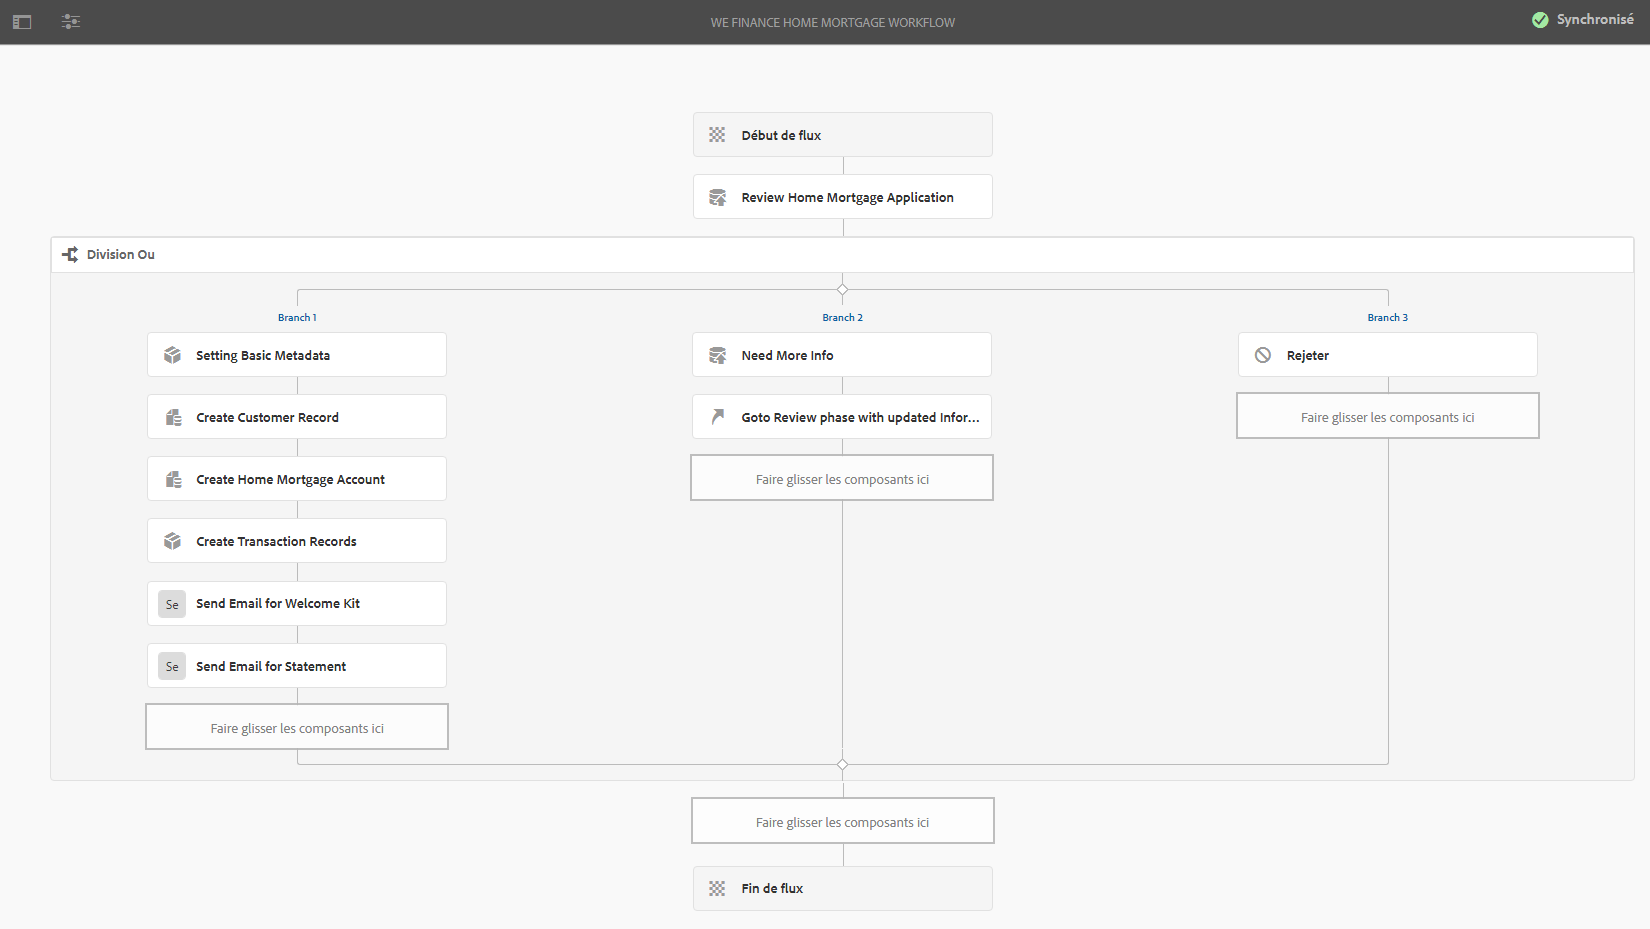 WE FINANCE HOME MORTGAGE WORKFLOW
Synchronisé
Début de flux
Review Home Mortgage Application
Division Ou
Branch 1
Setting Basic Metadata
Create Customer Record
Create Home Mortgage Account
Create Transaction Records
Se
Send Email for Welcome Kit
Se
Send Email for Statement
Faire glisser les composants ici
Branch 2
Need More Info
Goto Review phase with updated Infor...
Faire glisser les composants ici
Branch 3
Rejeter
Faire glisser les composants ici
Faire glisser les composants ici
Fin de flux